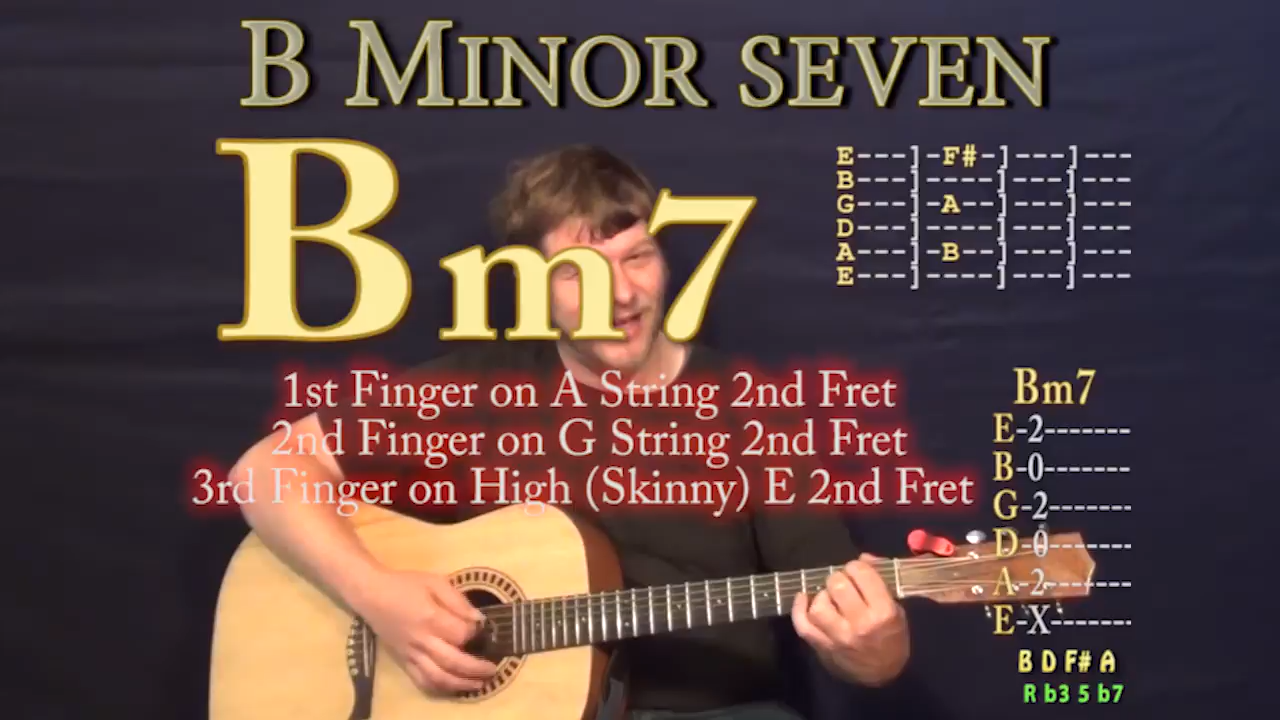 B MINOR SEVEN
Bm7
E---]-F#-]---]---
B---]----]---]---
G---]-A--]---]---
D---]----]---]---
A---]-B--]---]---
E---]----]---]---
1st Finger on A String 2nd Fret
2nd Finger on G String 2nd Fret
3rd Finger on High (Skinny) E 2nd Fret
Bm7
E-2-------
B-0-------
G-2-------
D-0-------
A-2-------
E-X-------
B D F# A
R b3 5 b7